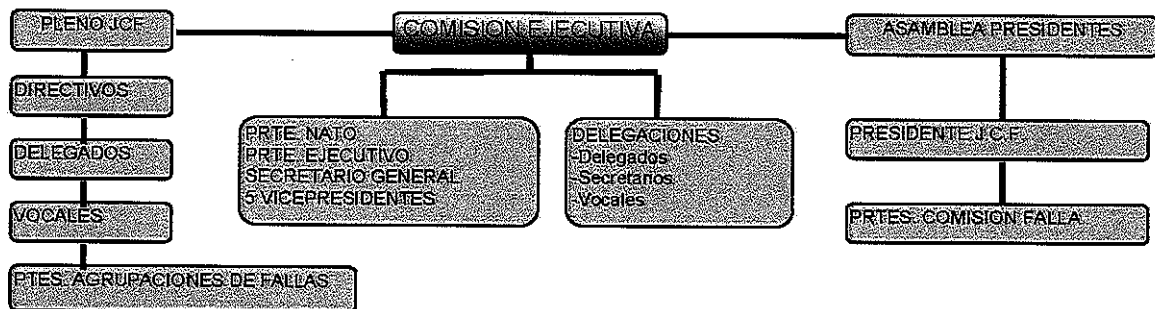 PLENO JCF
COMISION EJECUTIVA
ASAMBLEA PRESIDENTES
DIRECTIVOS
DELEGADOS
VOCALES
PTES. AGRUPACIONES DE FALLAS
PRTE. NATO
PRTE. EJECUTIVO
SECRETARIO GENERAL
5 VICEPRESIDENTES
DELEGACIONES
-Delegados
-Secretarios
-Vocales
PRESIDENTE J.C.F.
PRTES. COMISION FALLA